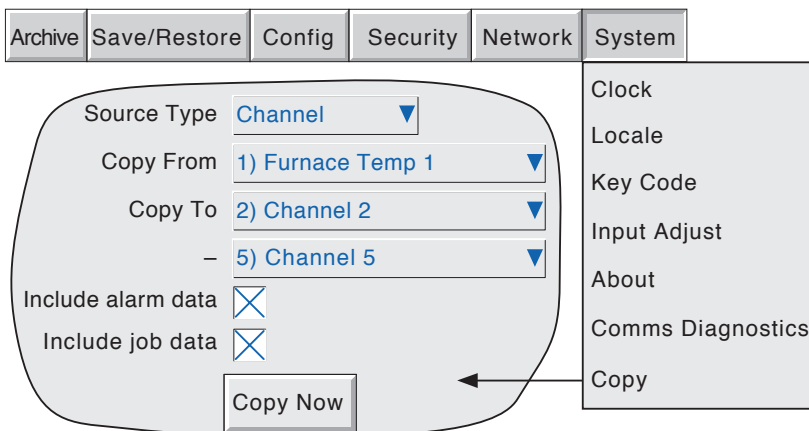 Archive Save/Restore Config Security Network System
Source Type Channel
Copy From 1) Furnace Temp 1
Copy To 2) Channel 2
– 5) Channel 5
Include alarm data
Include job data
Copy Now
Clock
Locale
Key Code
Input Adjust
About
Comms Diagnostics
Copy